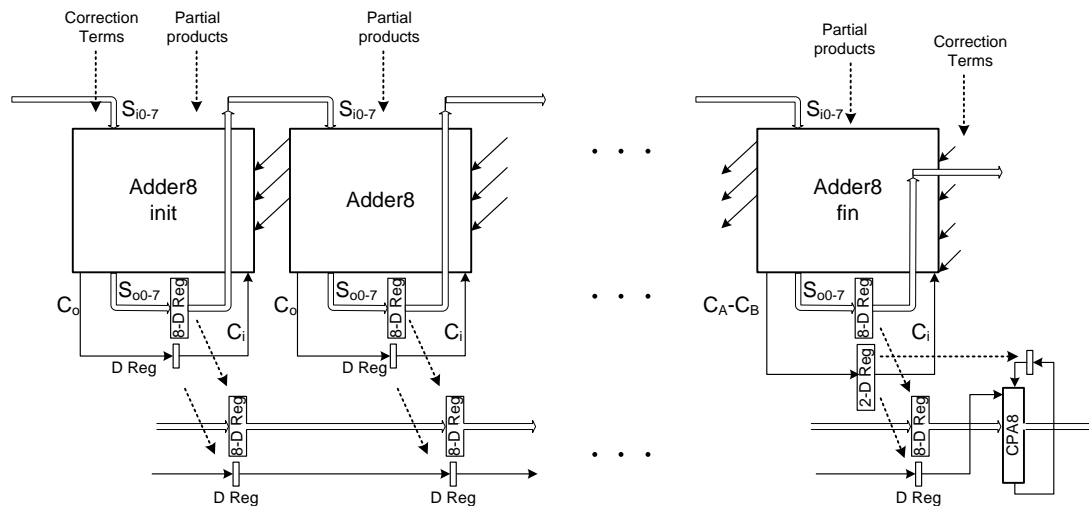 Correction
Terms
Partial
products
Partial
products
Partial
products
Correction
Terms
Si0-7
Si0-7
Si0-7
Adder8
init
Adder8
Adder8
fin
. . .
Co
So0-7
8-D Reg
Ci
D Reg
Co
So0-7
8-D Reg
Ci
D Reg
. . .
CA-CB
So0-7
8-D Reg
Ci
2-D Reg
8-D Reg
D Reg
8-D Reg
D Reg
. . .
8-D Reg
D Reg
CPA8